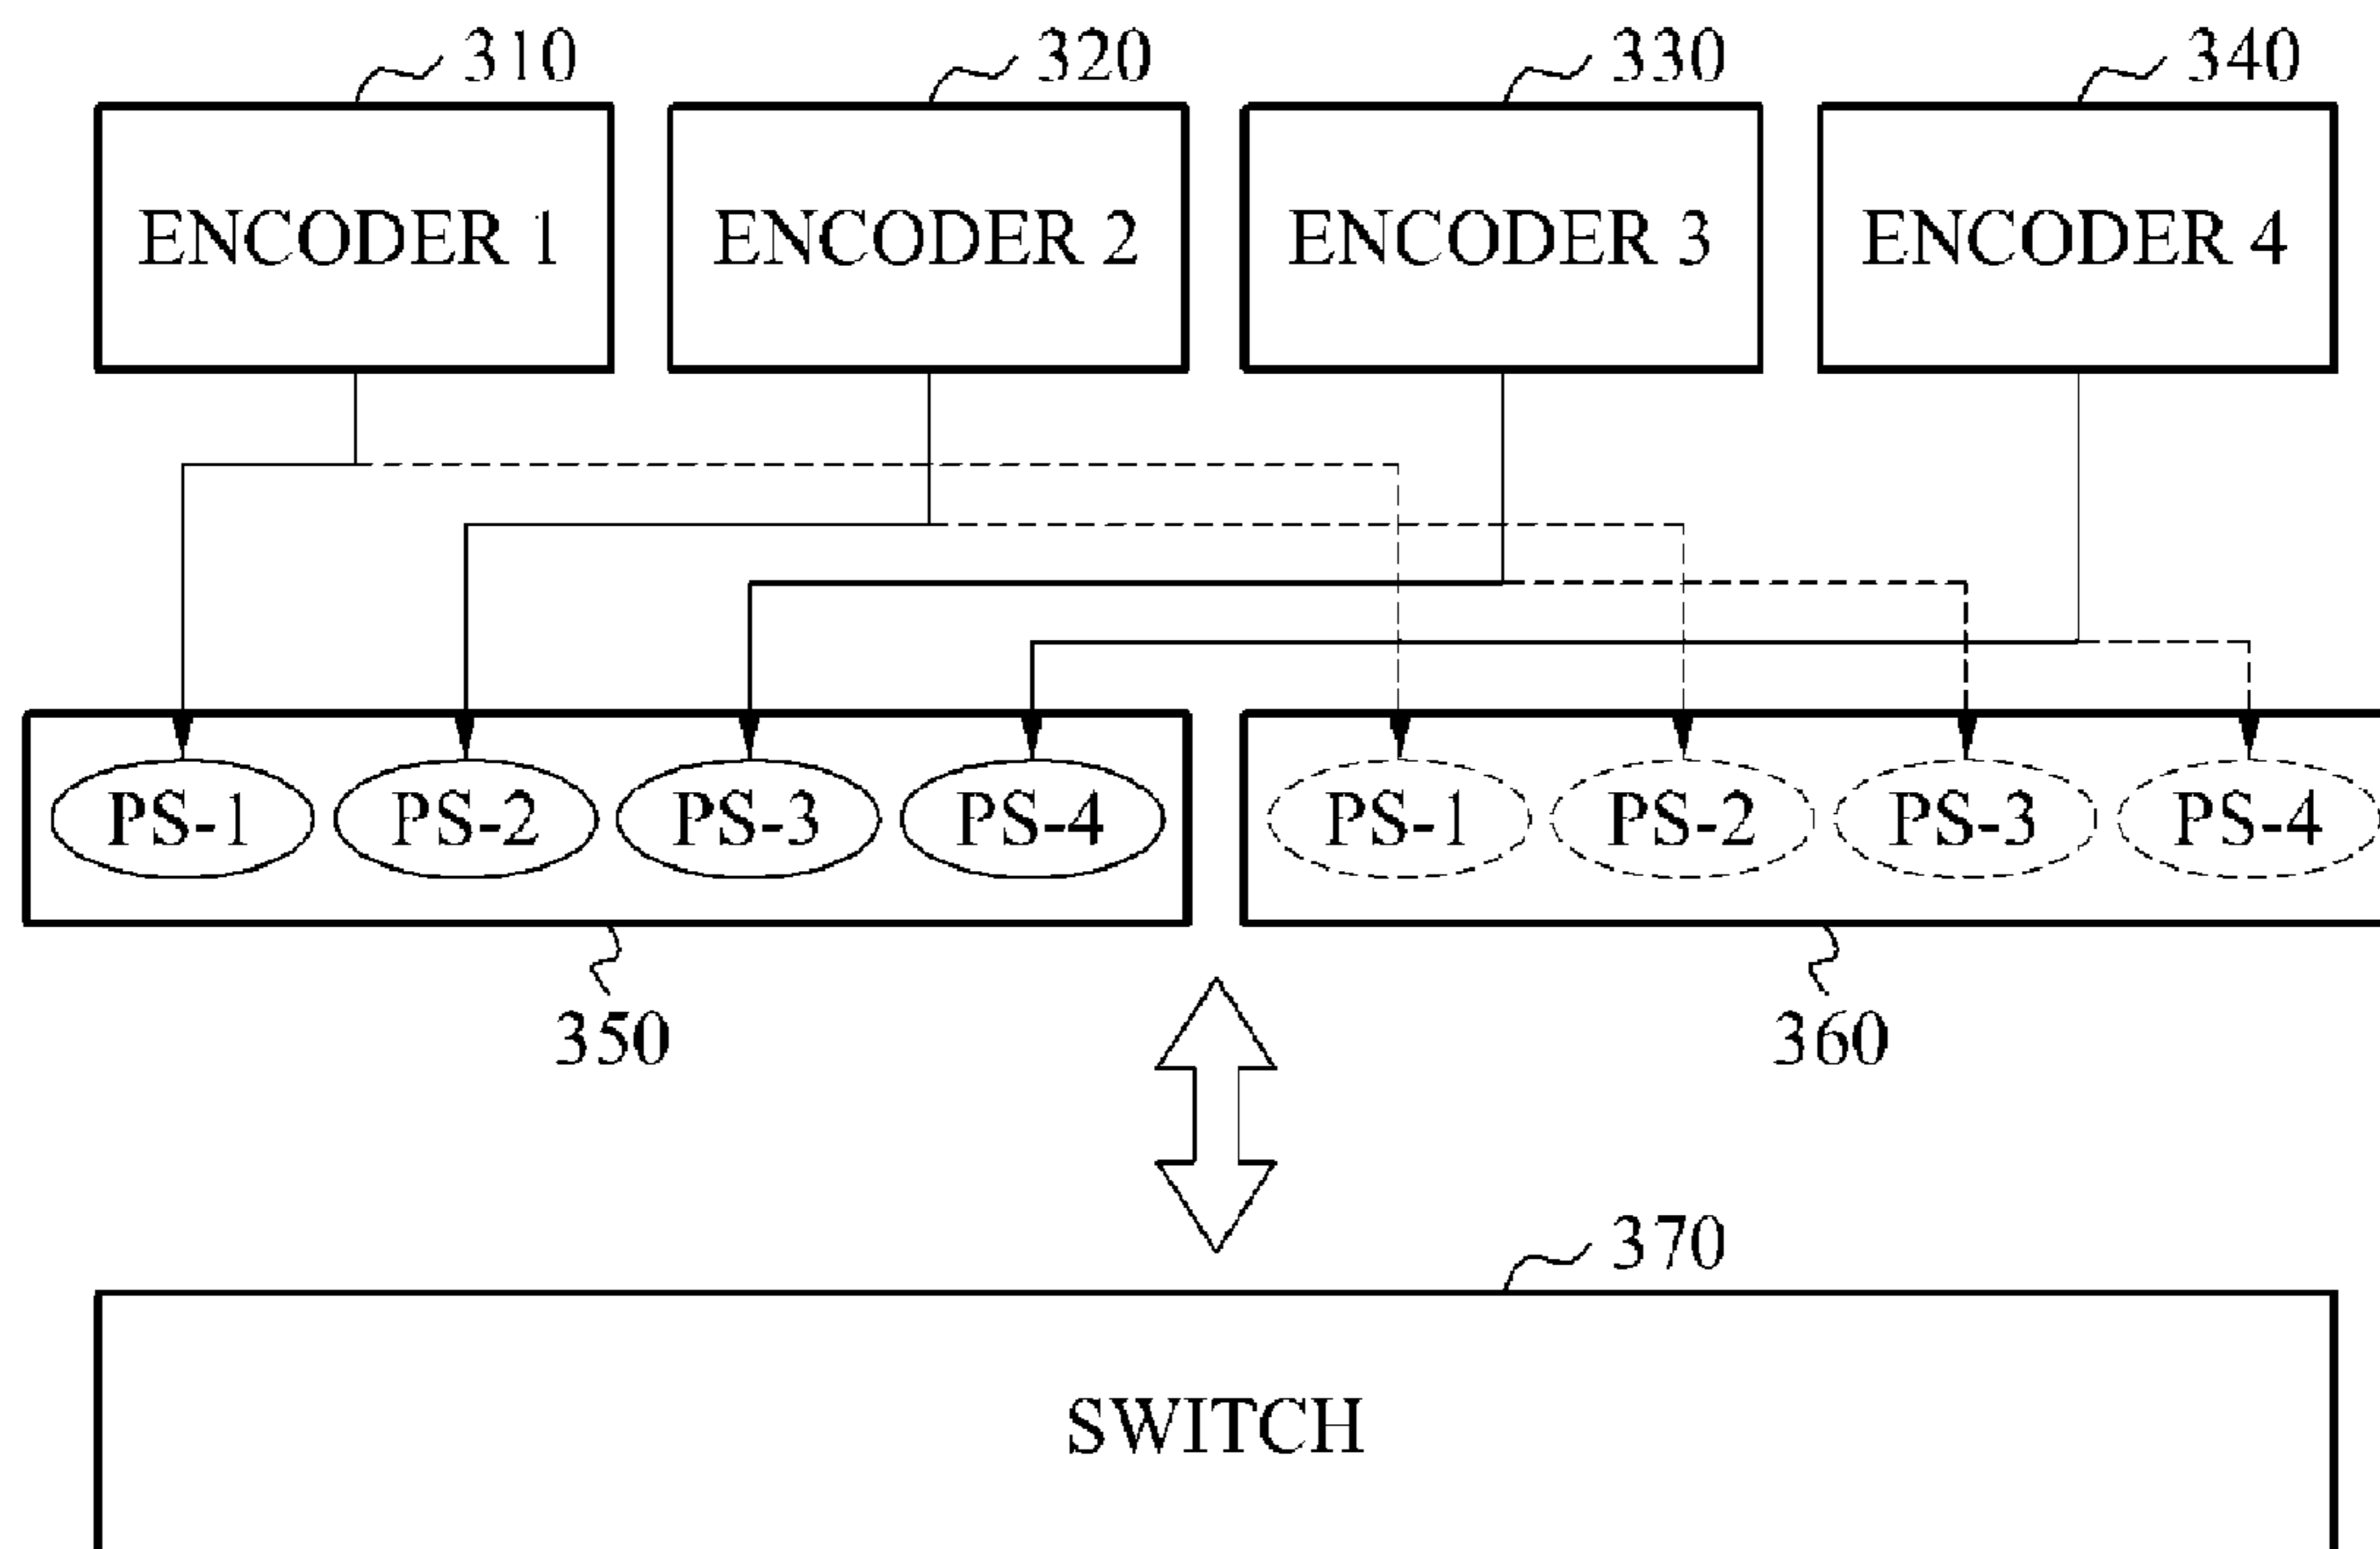 310 320 330 340
ENCODER 1 ENCODER 2 ENCODER 3 ENCODER 4
PS-1 PS-2 PS-3 PS-4 PS-1 PS-2 PS-3 PS-4
350 360
370
SWITCH